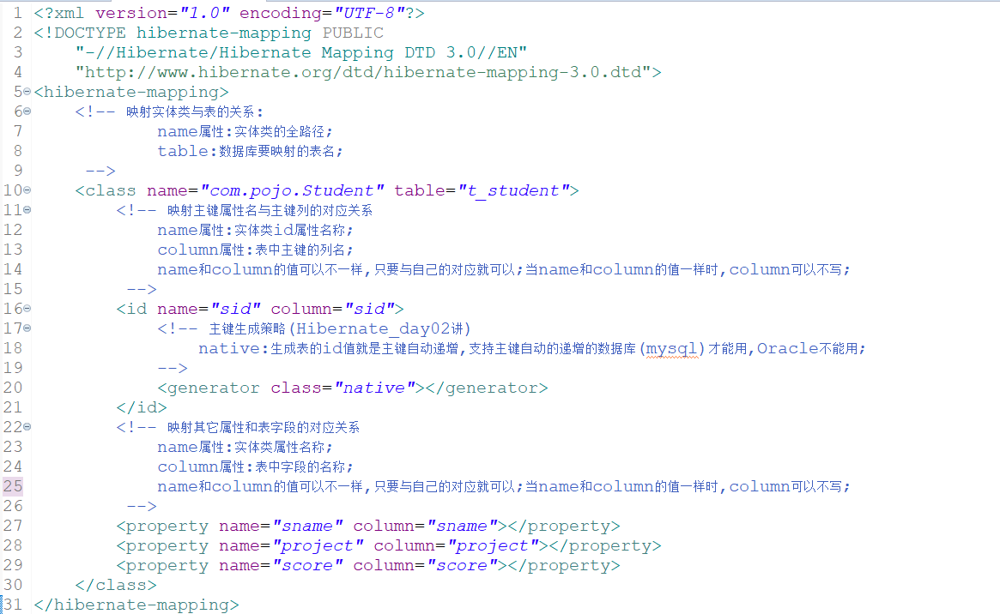 1 <?xml version="1.0" encoding="UTF-8"?>
2 <!DOCTYPE hibernate-mapping PUBLIC
3     "-//Hibernate/Hibernate Mapping DTD 3.0//EN"
4     "http://www.hibernate.org/dtd/hibernate-mapping-3.0.dtd">
5 <hibernate-mapping>
6     <!-- 映射实体类与表的关系:
7             name属性:实体类的全路径;
8             table:数据库要映射的表名;
9      -->
10     <class name="com.pojo.Student" table="t_student">
11         <!-- 映射主键属性名与主键列的对应关系
12             name属性:实体类id属性名称;
13             column属性:表中主键的列名;
14             name和column的值可以不一样,只要与自己的对应就可以;当name和column的值一样时,column可以不写;
15          -->
16         <id name="sid" column="sid">
17             <!-- 主键生成策略(Hibernate_day02讲)
18                 native:生成表的id值就是主键自动递增,支持主键自动的递增的数据库(mysql)才能用,Oracle不能用;
19             -->
20             <generator class="native"></generator>
21         </id>
22         <!-- 映射其它属性和表字段的对应关系
23             name属性:实体类属性名称;
24             column属性:表中字段的名称;
25             name和column的值可以不一样,只要与自己的对应就可以;当name和column的值一样时,column可以不写;
26          -->
27         <property name="sname" column="sname"></property>
28         <property name="project" column="project"></property>
29         <property name="score" column="score"></property>
30     </class>
31 </hibernate-mapping>